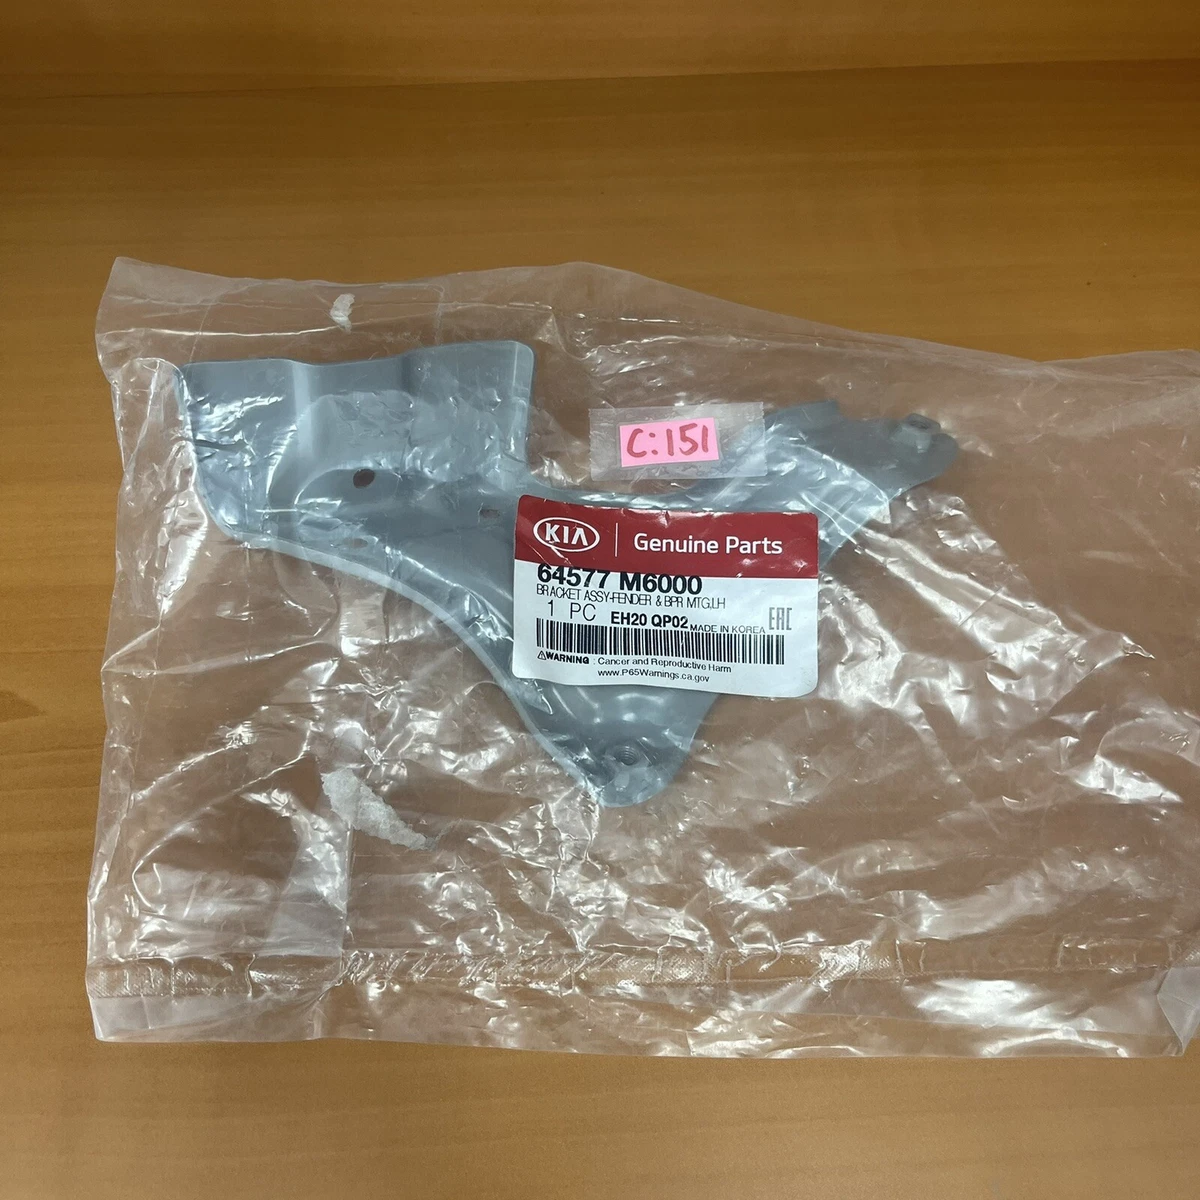 C:151
KIA Genuine Parts
64577 M6000
BRACKET ASSY-FENDER & BPR MTG,LH
1 PC EH20 QP02 MADE IN KOREA EAC
⚠WARNING : Cancer and Reproductive Harm
www.P65Warnings.ca.gov